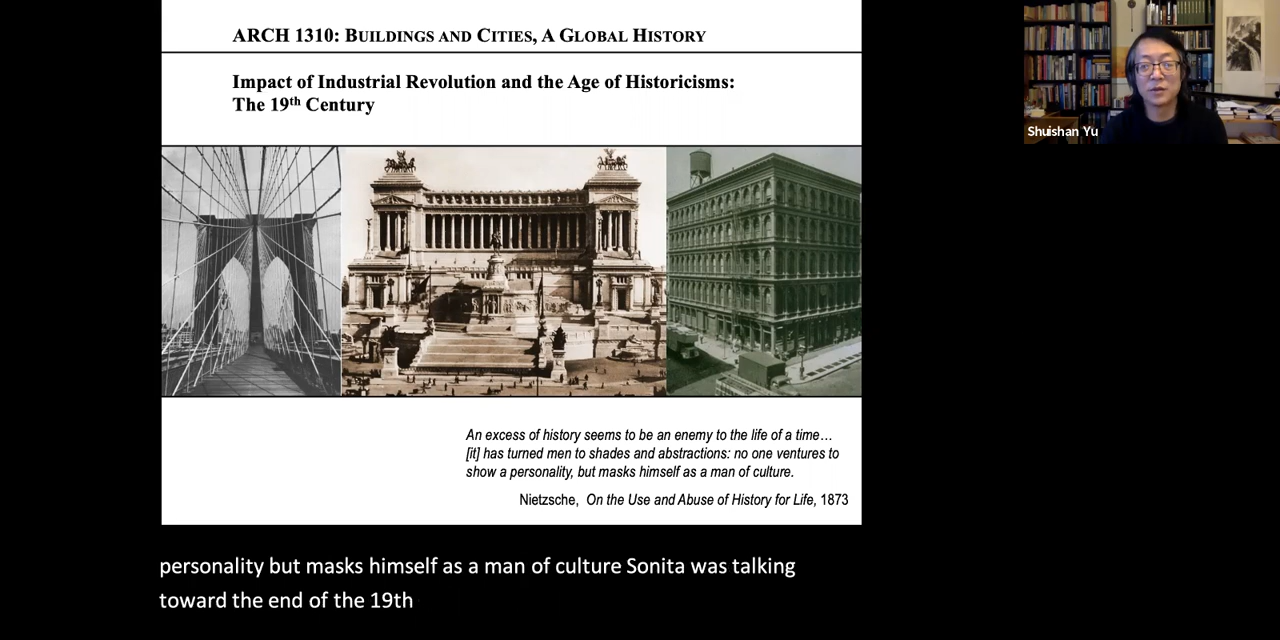 ARCH 1310: BUILDINGS AND CITIES, A GLOBAL HISTORY
Impact of Industrial Revolution and the Age of Historicisms:
The 19th Century
Shuishan Yu
An excess of history seems to be an enemy to the life of a time…
[it] has turned men to shades and abstractions: no one ventures to
show a personality, but masks himself as a man of culture.
Nietzsche, On the Use and Abuse of History for Life, 1873
personality but masks himself as a man of culture Sonita was talking
toward the end of the 19th